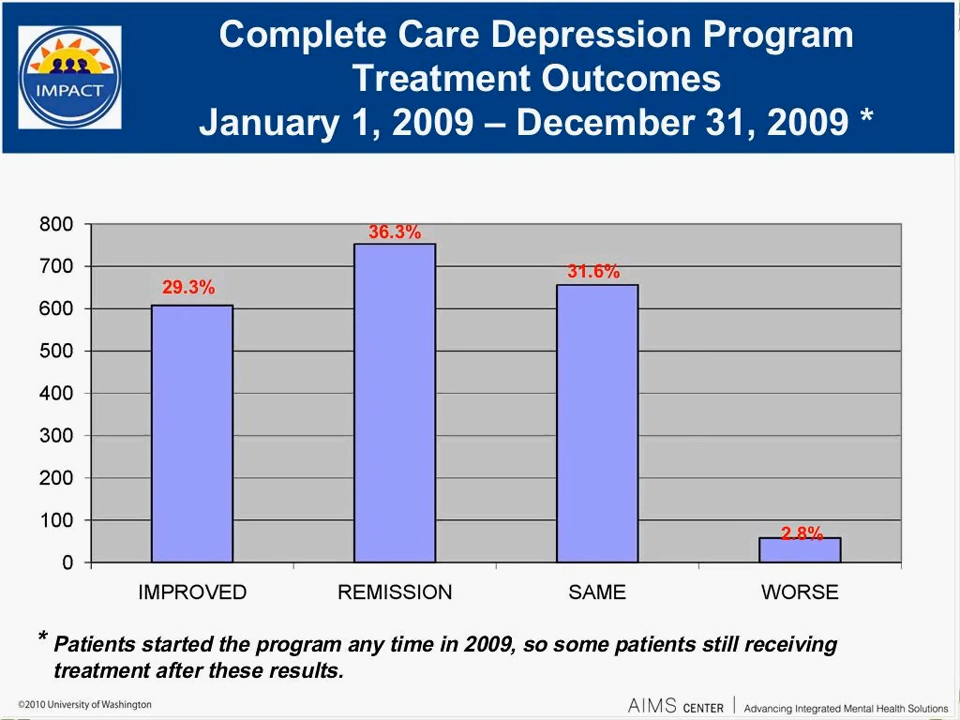 Complete Care Depression Program
Treatment Outcomes
January 1, 2009 – December 31, 2009 *
IMPACT
800
700
600
500
400
300
200
100
0
29.3%
36.3%
31.6%
2.8%
IMPROVED
REMISSION
SAME
WORSE
* Patients started the program any time in 2009, so some patients still receiving
treatment after these results.
©2010 University of Washington
AIMS CENTER | Advancing Integrated Mental Health Solutions